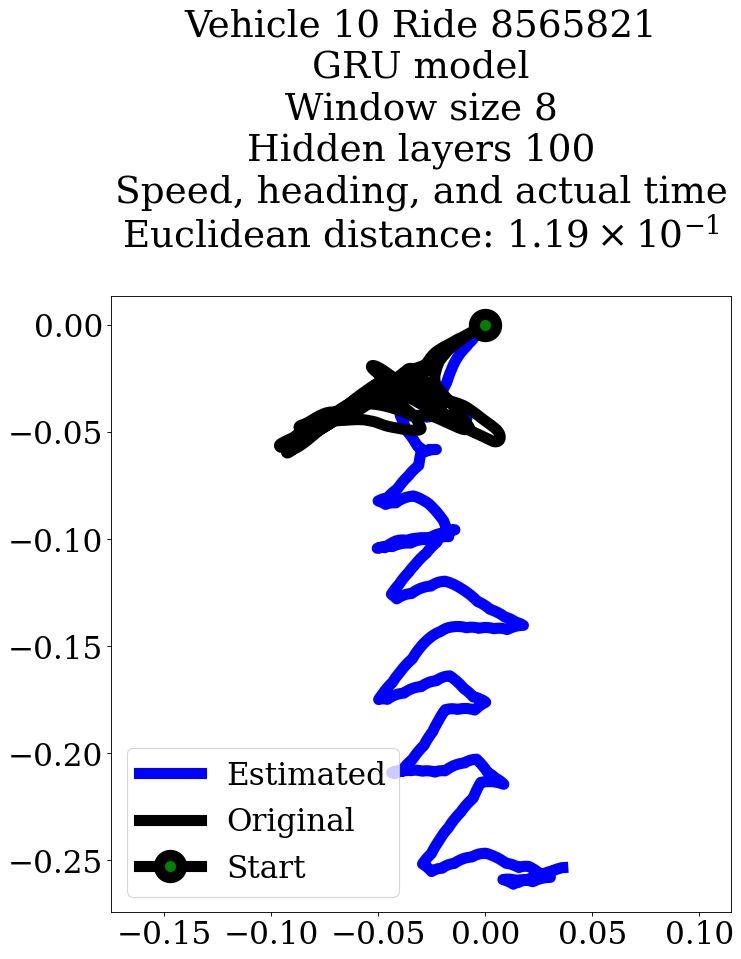 Vehicle 10 Ride 8565821
GRU model
Window size 8
Hidden layers 100
Speed, heading, and actual time
Euclidean distance: 1.19 × 10⁻¹
0.00
−0.05
−0.10
−0.15
−0.20
−0.25
Estimated
Original
Start
−0.15 −0.10 −0.05 0.00 0.05 0.10